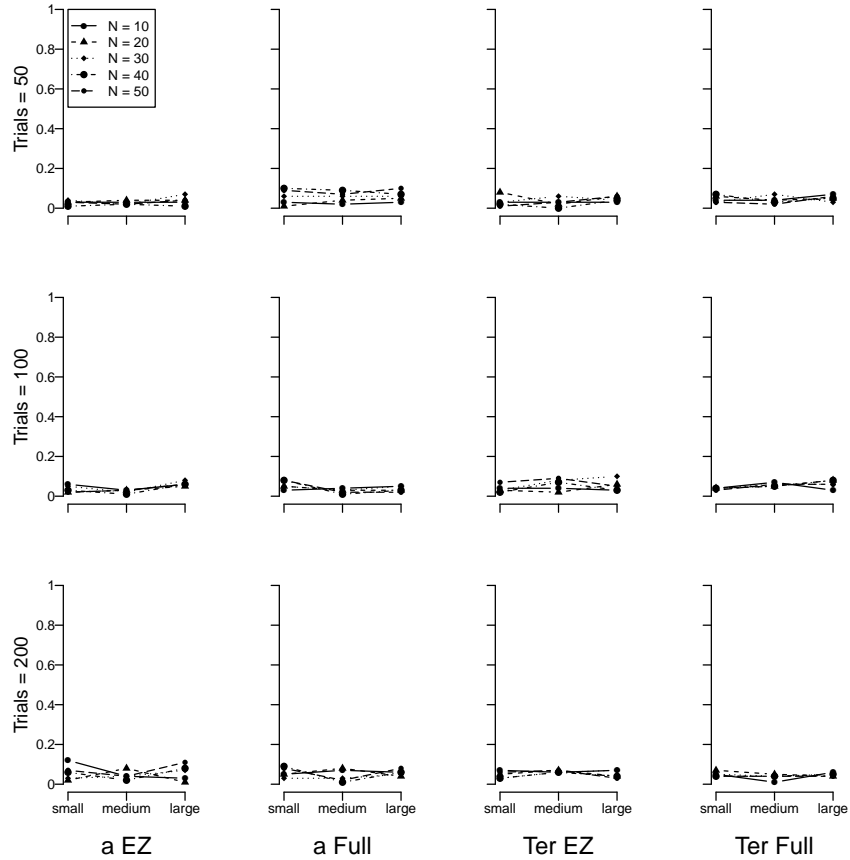 1
0.8
0.6
0.4
0.2
0
Trials = 50
N = 10
N = 20
N = 30
N = 40
N = 50
1
0.8
0.6
0.4
0.2
0
Trials = 100
1
0.8
0.6
0.4
0.2
0
Trials = 200
small medium large
small medium large
small medium large
small medium large
a EZ
a Full
Ter EZ
Ter Full